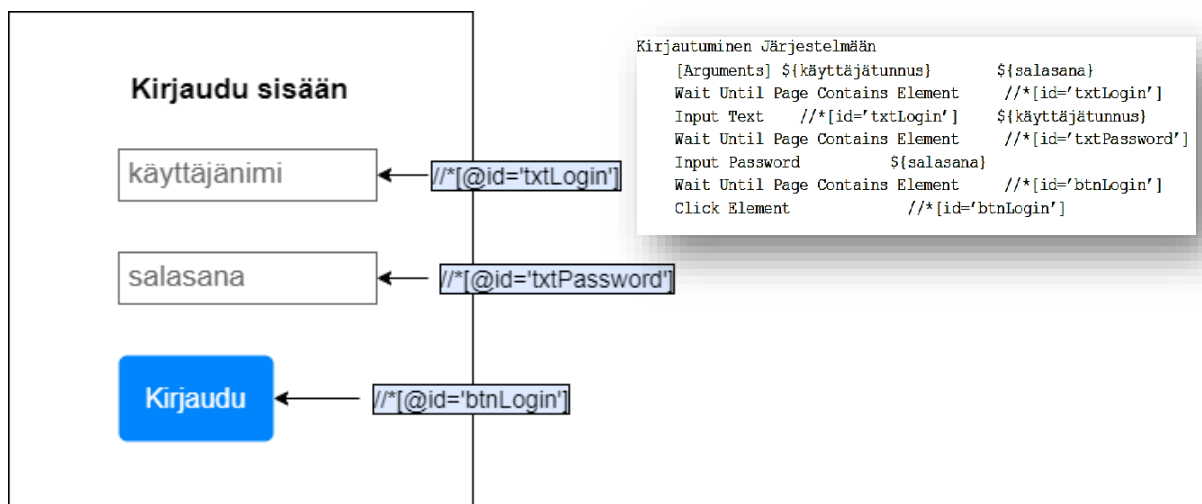 Kirjaudu sisään
käyttäjänimi
//*[@id='txtLogin']
salasana
//*[@id='txtPassword']
Kirjaudu
//*[@id='btnLogin']
Kirjautuminen Järjestelmään
[Arguments] ${käyttäjätunnus} ${salasana}
Wait Until Page Contains Element //*[id='txtLogin']
Input Text //*[id='txtLogin'] ${käyttäjätunnus}
Wait Until Page Contains Element //*[id='txtPassword']
Input Password ${salasana}
Wait Until Page Contains Element //*[id='btnLogin']
Click Element //*[id='btnLogin']